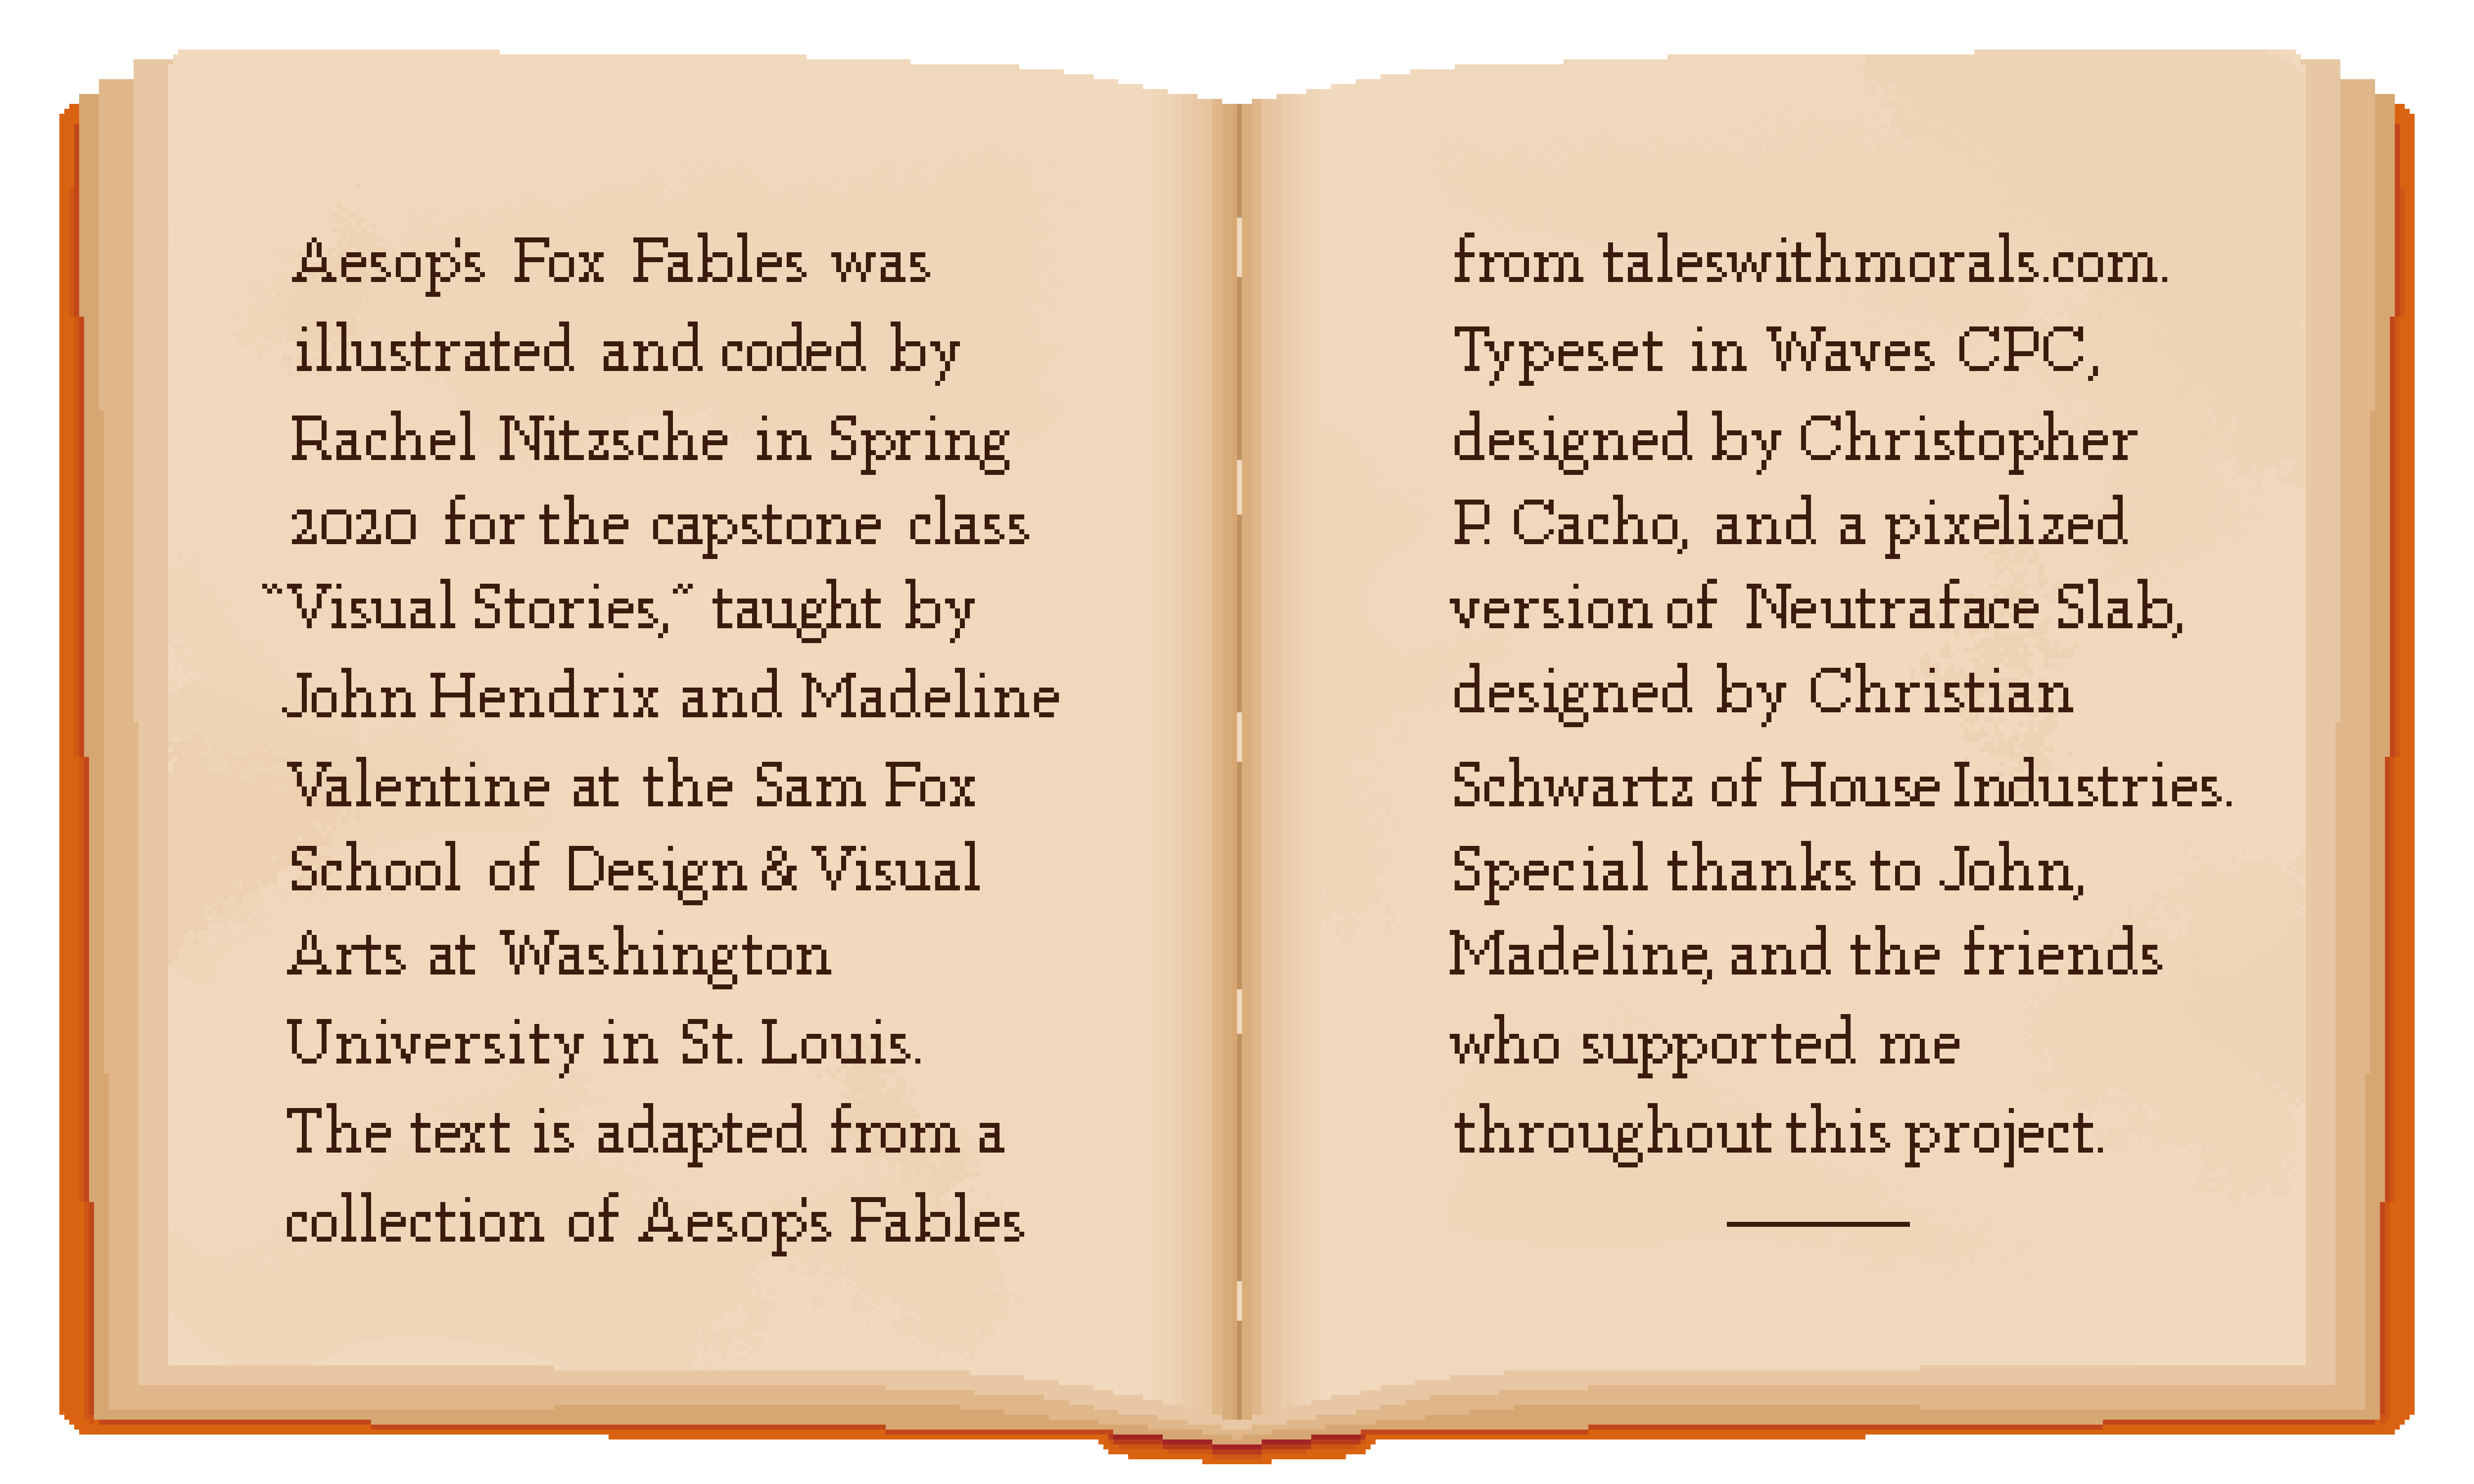 Aesop's Fox Fables was
illustrated and coded by
Rachel Nitzsche in Spring
2020 for the capstone class
"Visual Stories," taught by
John Hendrix and Madeline
Valentine at the Sam Fox
School of Design & Visual
Arts at Washington
University in St. Louis.
The text is adapted from a
collection of Aesop's Fables
from taleswithmorals.com.
Typeset in Waves CPC,
designed by Christopher
P. Cacho, and a pixelized
version of Neutraface Slab,
designed by Christian
Schwartz of House Industries.
Special thanks to John,
Madeline, and the friends
who supported me
throughout this project.